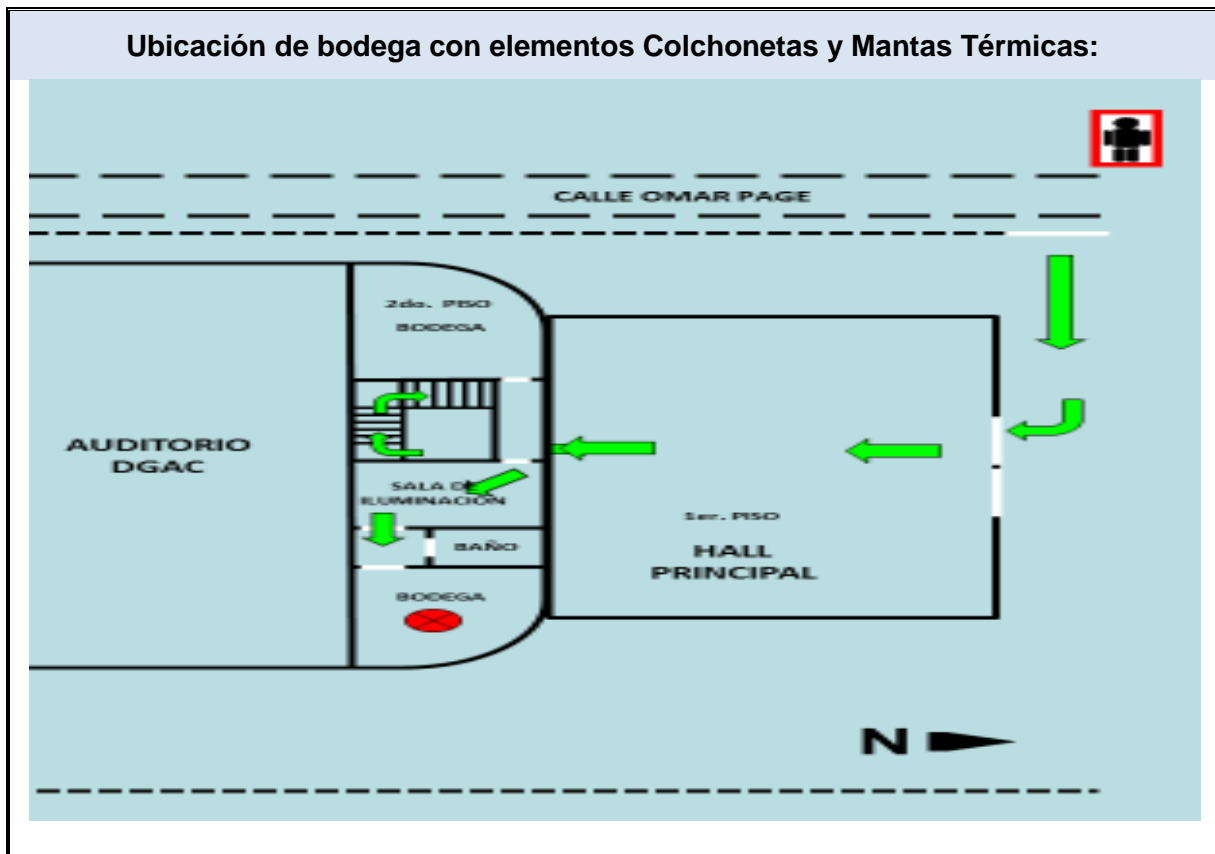 Ubicación de bodega con elementos Colchonetas y Mantas Térmicas:
CALLE OMAR PAGE
2do. PISO
BODEGA
AUDITORIO
DGAC
SALA DE
ILUMINACIÓN
1er. PISO
BAÑO
HALL
PRINCIPAL
BODEGA
N